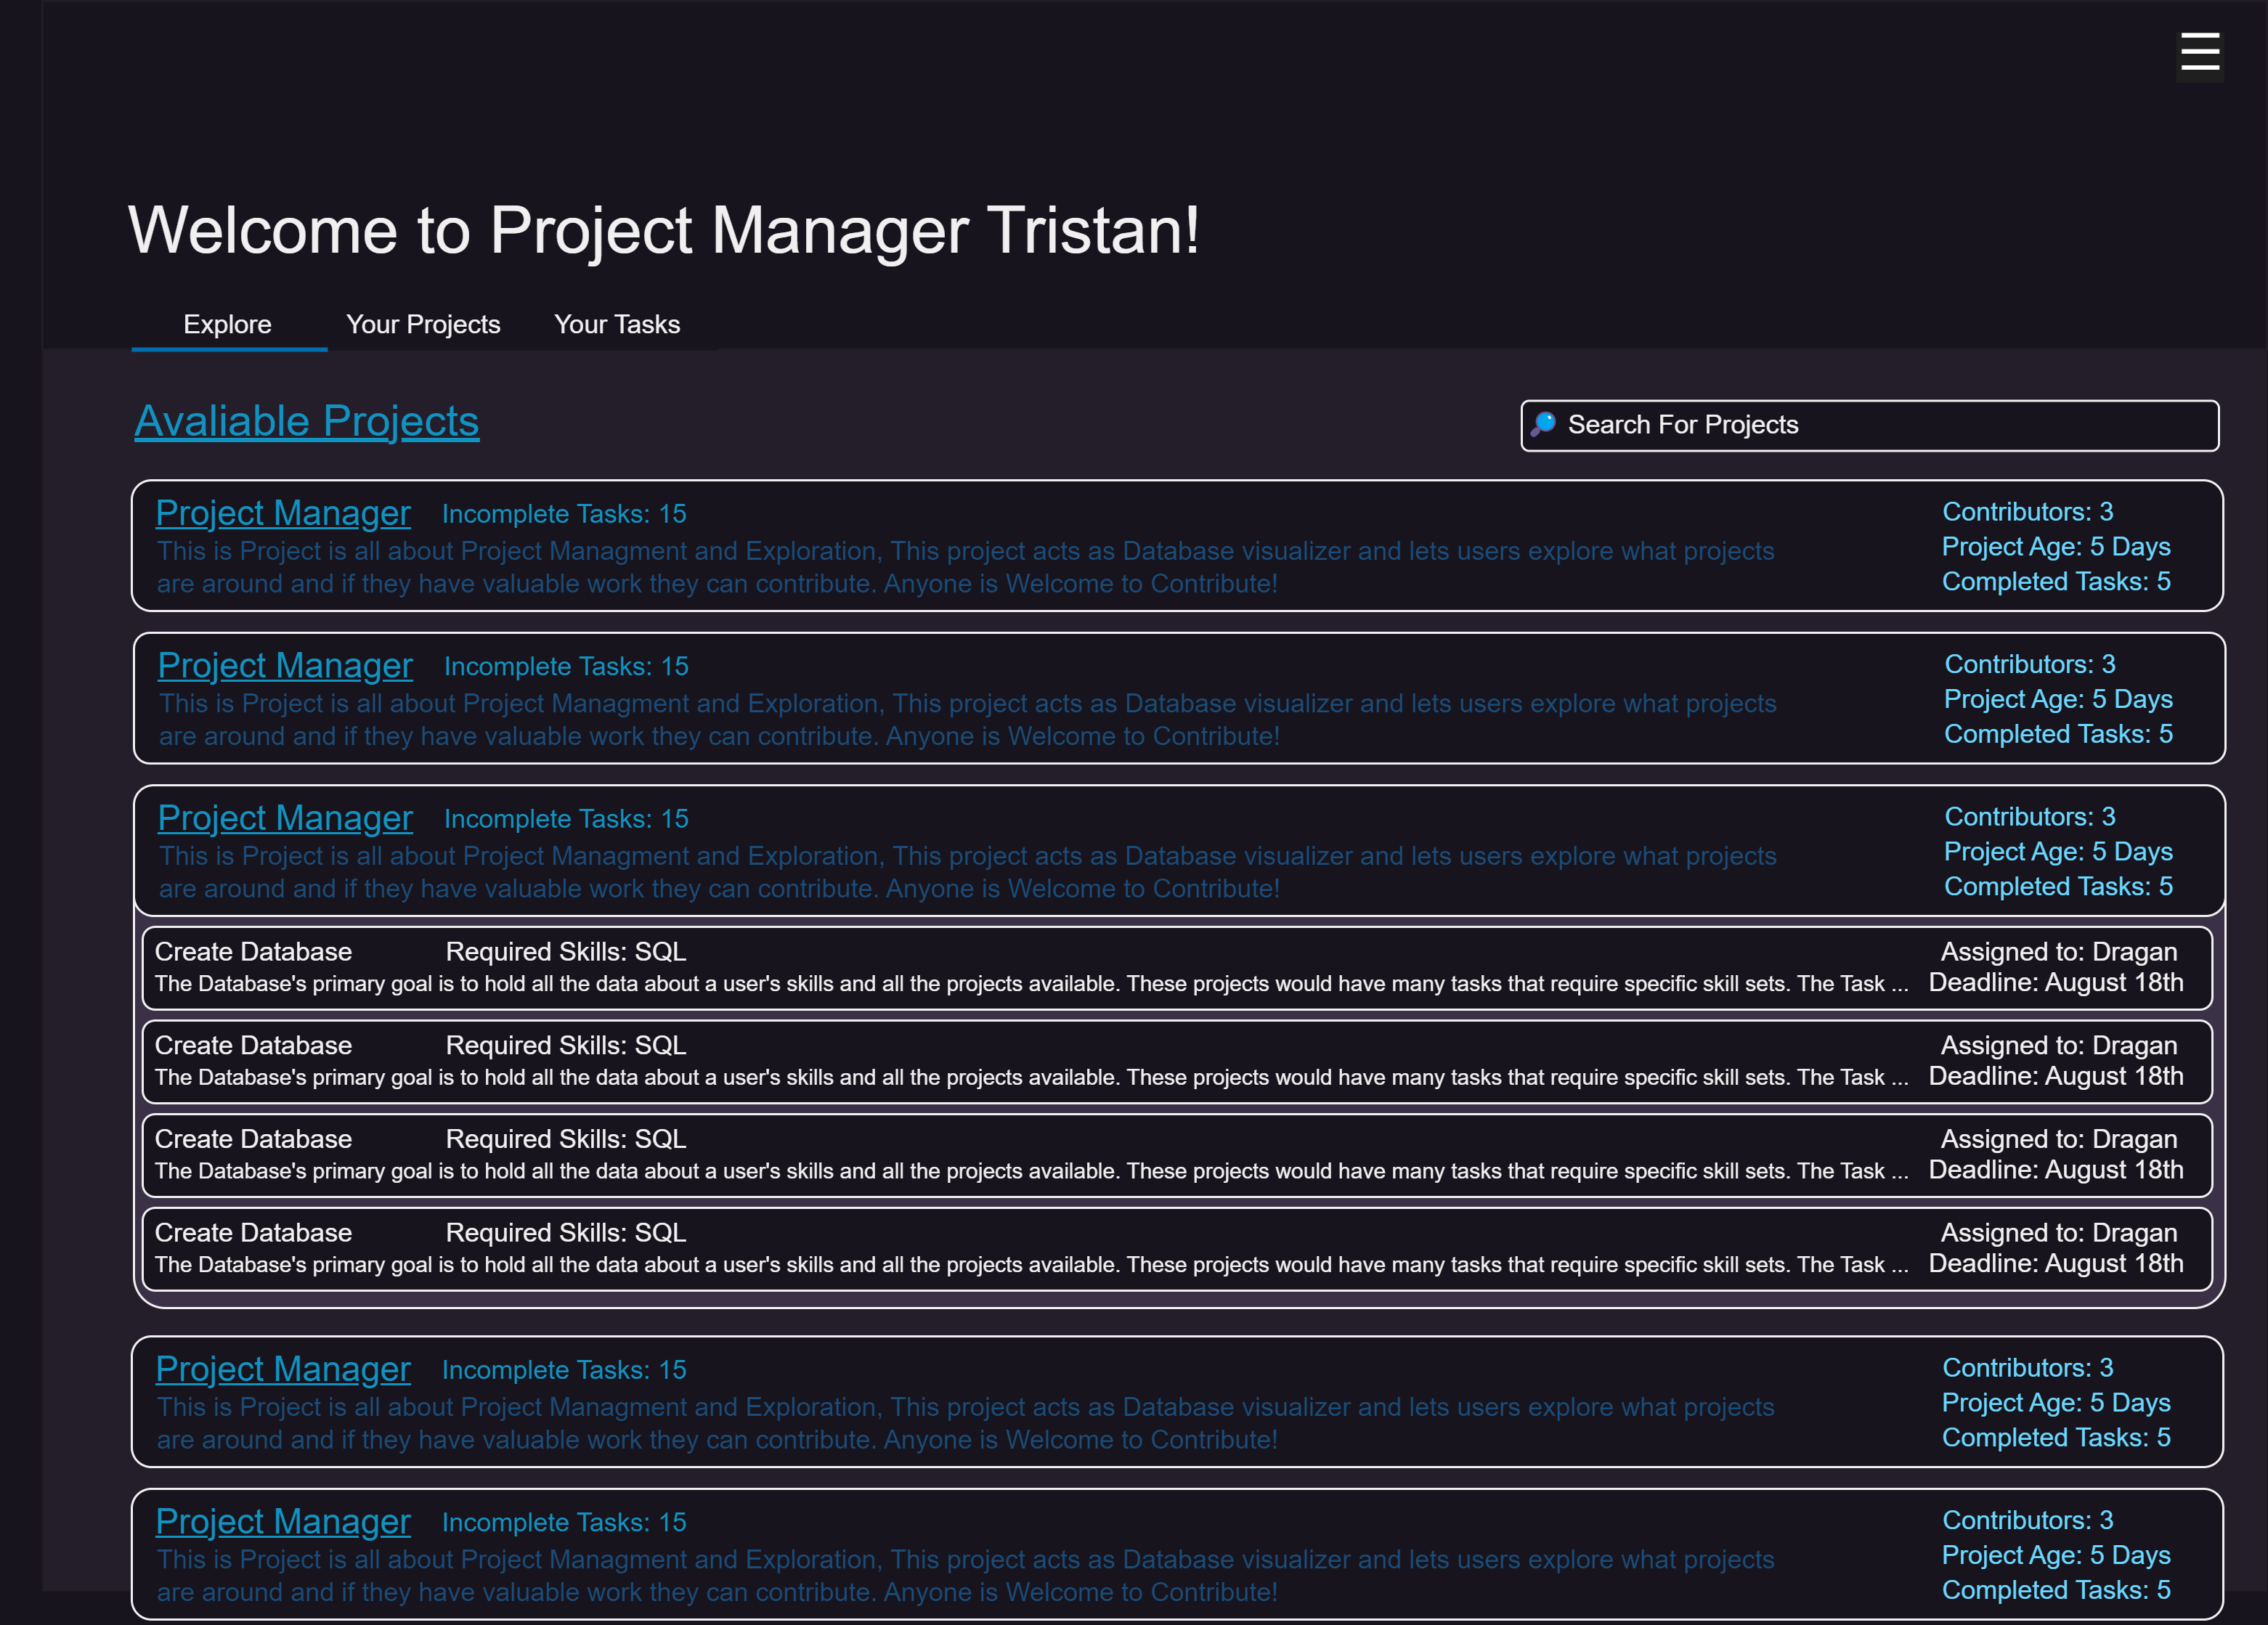 Welcome to Project Manager Tristan!
Explore Your Projects Your Tasks
Avaliable Projects
Search For Projects
Project Manager Incomplete Tasks: 15
This is Project is all about Project Managment and Exploration, This project acts as Database visualizer and lets users explore what projects
are around and if they have valuable work they can contribute. Anyone is Welcome to Contribute!
Contributors: 3
Project Age: 5 Days
Completed Tasks: 5
Project Manager Incomplete Tasks: 15
This is Project is all about Project Managment and Exploration, This project acts as Database visualizer and lets users explore what projects
are around and if they have valuable work they can contribute. Anyone is Welcome to Contribute!
Contributors: 3
Project Age: 5 Days
Completed Tasks: 5
Project Manager Incomplete Tasks: 15
This is Project is all about Project Managment and Exploration, This project acts as Database visualizer and lets users explore what projects
are around and if they have valuable work they can contribute. Anyone is Welcome to Contribute!
Contributors: 3
Project Age: 5 Days
Completed Tasks: 5
Create Database Required Skills: SQL Assigned to: Dragan
The Database's primary goal is to hold all the data about a user's skills and all the projects available. These projects would have many tasks that require specific skill sets. The Task ... Deadline: August 18th
Create Database Required Skills: SQL Assigned to: Dragan
The Database's primary goal is to hold all the data about a user's skills and all the projects available. These projects would have many tasks that require specific skill sets. The Task ... Deadline: August 18th
Create Database Required Skills: SQL Assigned to: Dragan
The Database's primary goal is to hold all the data about a user's skills and all the projects available. These projects would have many tasks that require specific skill sets. The Task ... Deadline: August 18th
Create Database Required Skills: SQL Assigned to: Dragan
The Database's primary goal is to hold all the data about a user's skills and all the projects available. These projects would have many tasks that require specific skill sets. The Task ... Deadline: August 18th
Project Manager Incomplete Tasks: 15
This is Project is all about Project Managment and Exploration, This project acts as Database visualizer and lets users explore what projects
are around and if they have valuable work they can contribute. Anyone is Welcome to Contribute!
Contributors: 3
Project Age: 5 Days
Completed Tasks: 5
Project Manager Incomplete Tasks: 15
This is Project is all about Project Managment and Exploration, This project acts as Database visualizer and lets users explore what projects
are around and if they have valuable work they can contribute. Anyone is Welcome to Contribute!
Contributors: 3
Project Age: 5 Days
Completed Tasks: 5